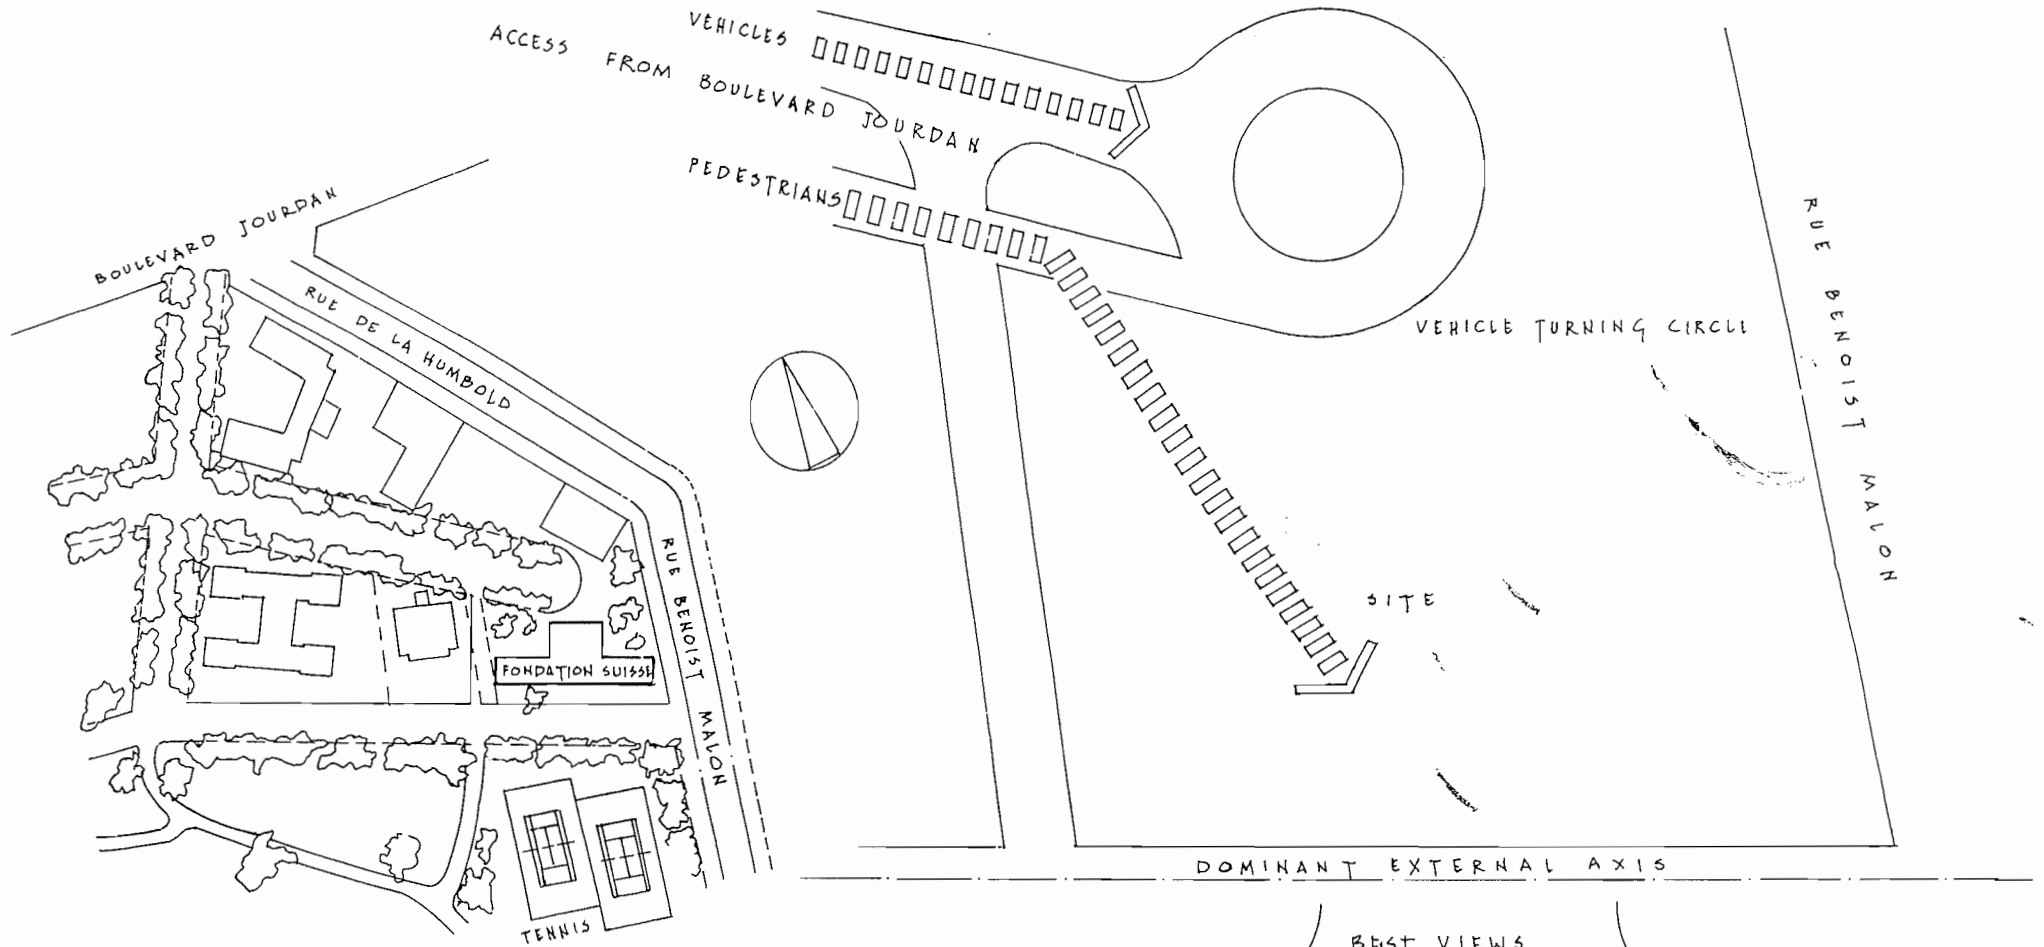 VEHICLES
ACCESS FROM BOULEVARD JOURDAN
PEDESTRIANS
BOULEVARD JOURDAN
RUE DE LA HUMBOLD
RUE BENOIST MALON
FONDATION SUISSE
TENNIS
VEHICLE TURNING CIRCLE
RUE BENOIST MALON
SITE
DOMINANT EXTERNAL AXIS
BEST VIEWS